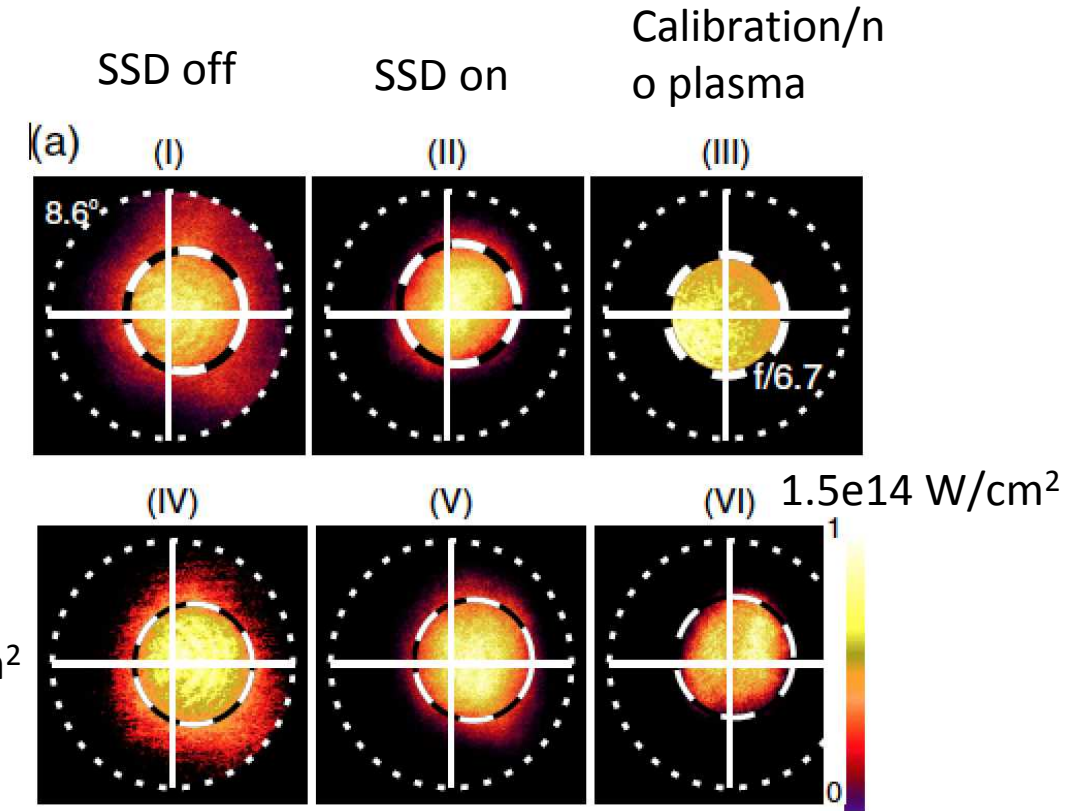 SSD off
SSD on
Calibration/n
o plasma
(a)
(I)
(II)
(III)
8.6°
f/6.7
(IV)
(V)
(VI)
1.5e14 W/cm²
1
0